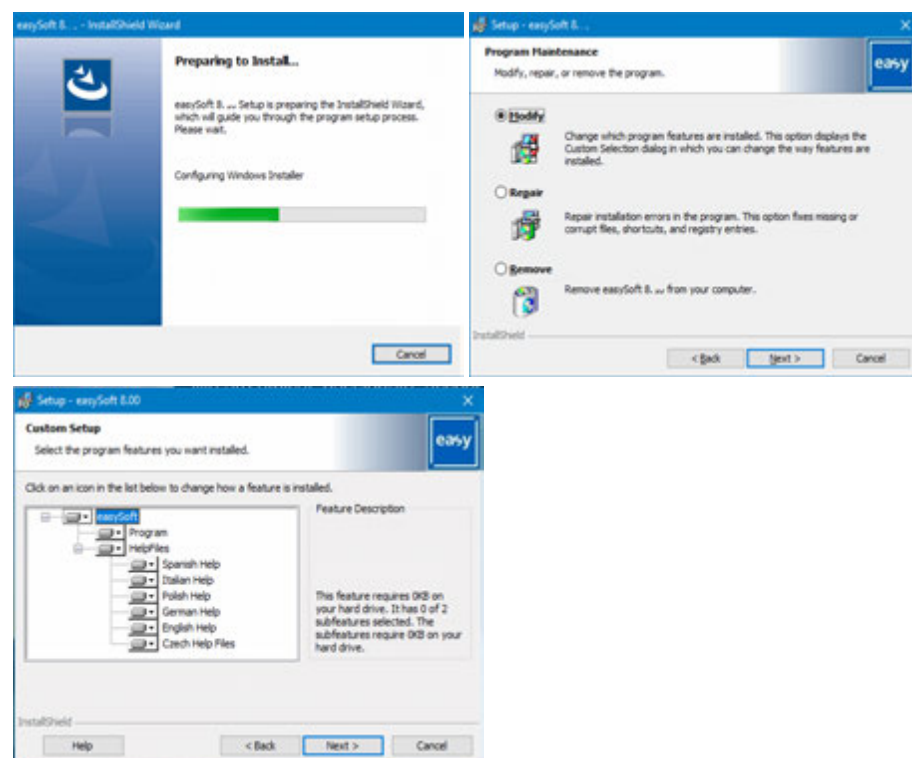 easySoft 8. ... - InstallShield Wizard
Preparing to Install...
easySoft 8. ... Setup is preparing the InstallShield Wizard,
which will guide you through the program setup process.
Please wait.
Configuring Windows Installer
Cancel
Setup - easySoft 8. ...
Program Maintenance
Modify, repair, or remove the program.
easy
Modify
Change which program features are installed. This option displays the
Custom Selection dialog in which you can change the way features are
installed.
Repair
Repair installation errors in the program. This option fixes missing or
corrupt files, shortcuts, and registry entries.
Remove
Remove easySoft 8. ... from your computer.
InstallShield
< Back
Next >
Cancel
Setup - easySoft 8.00
Custom Setup
Select the program features you want installed.
easy
Click on an icon in the list below to change how a feature is installed.
easySoft
Program
HelpFiles
Spanish Help
Italian Help
Polish Help
German Help
English Help
Czech Help Files
Feature Description
This feature requires 0KB on
your hard drive. It has 0 of 2
subfeatures selected. The
subfeatures require 0KB on your
hard drive.
InstallShield
Help
< Back
Next >
Cancel